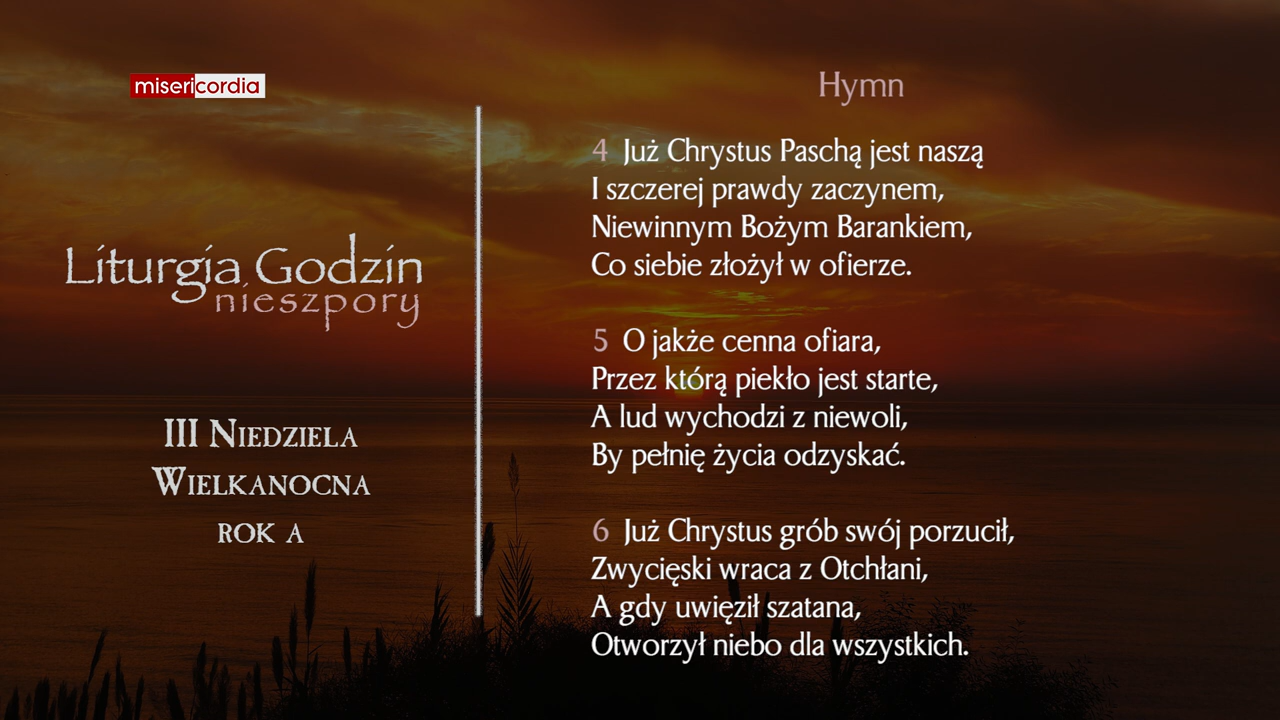 misericordia
Liturgia Godzin
nieszpory
III Niedziela
Wielkanocna
rok A
Hymn
4 Już Chrystus Paschą jest naszą
I szczerej prawdy zaczynem,
Niewinnym Bożym Barankiem,
Co siebie złożył w ofierze.
5 O jakże cenna ofiara,
Przez którą piekło jest starte,
A lud wychodzi z niewoli,
By pełnię życia odzyskać.
6 Już Chrystus grób swój porzucił,
Zwycięski wraca z Otchłani,
A gdy uwięził szatana,
Otworzył niebo dla wszystkich.